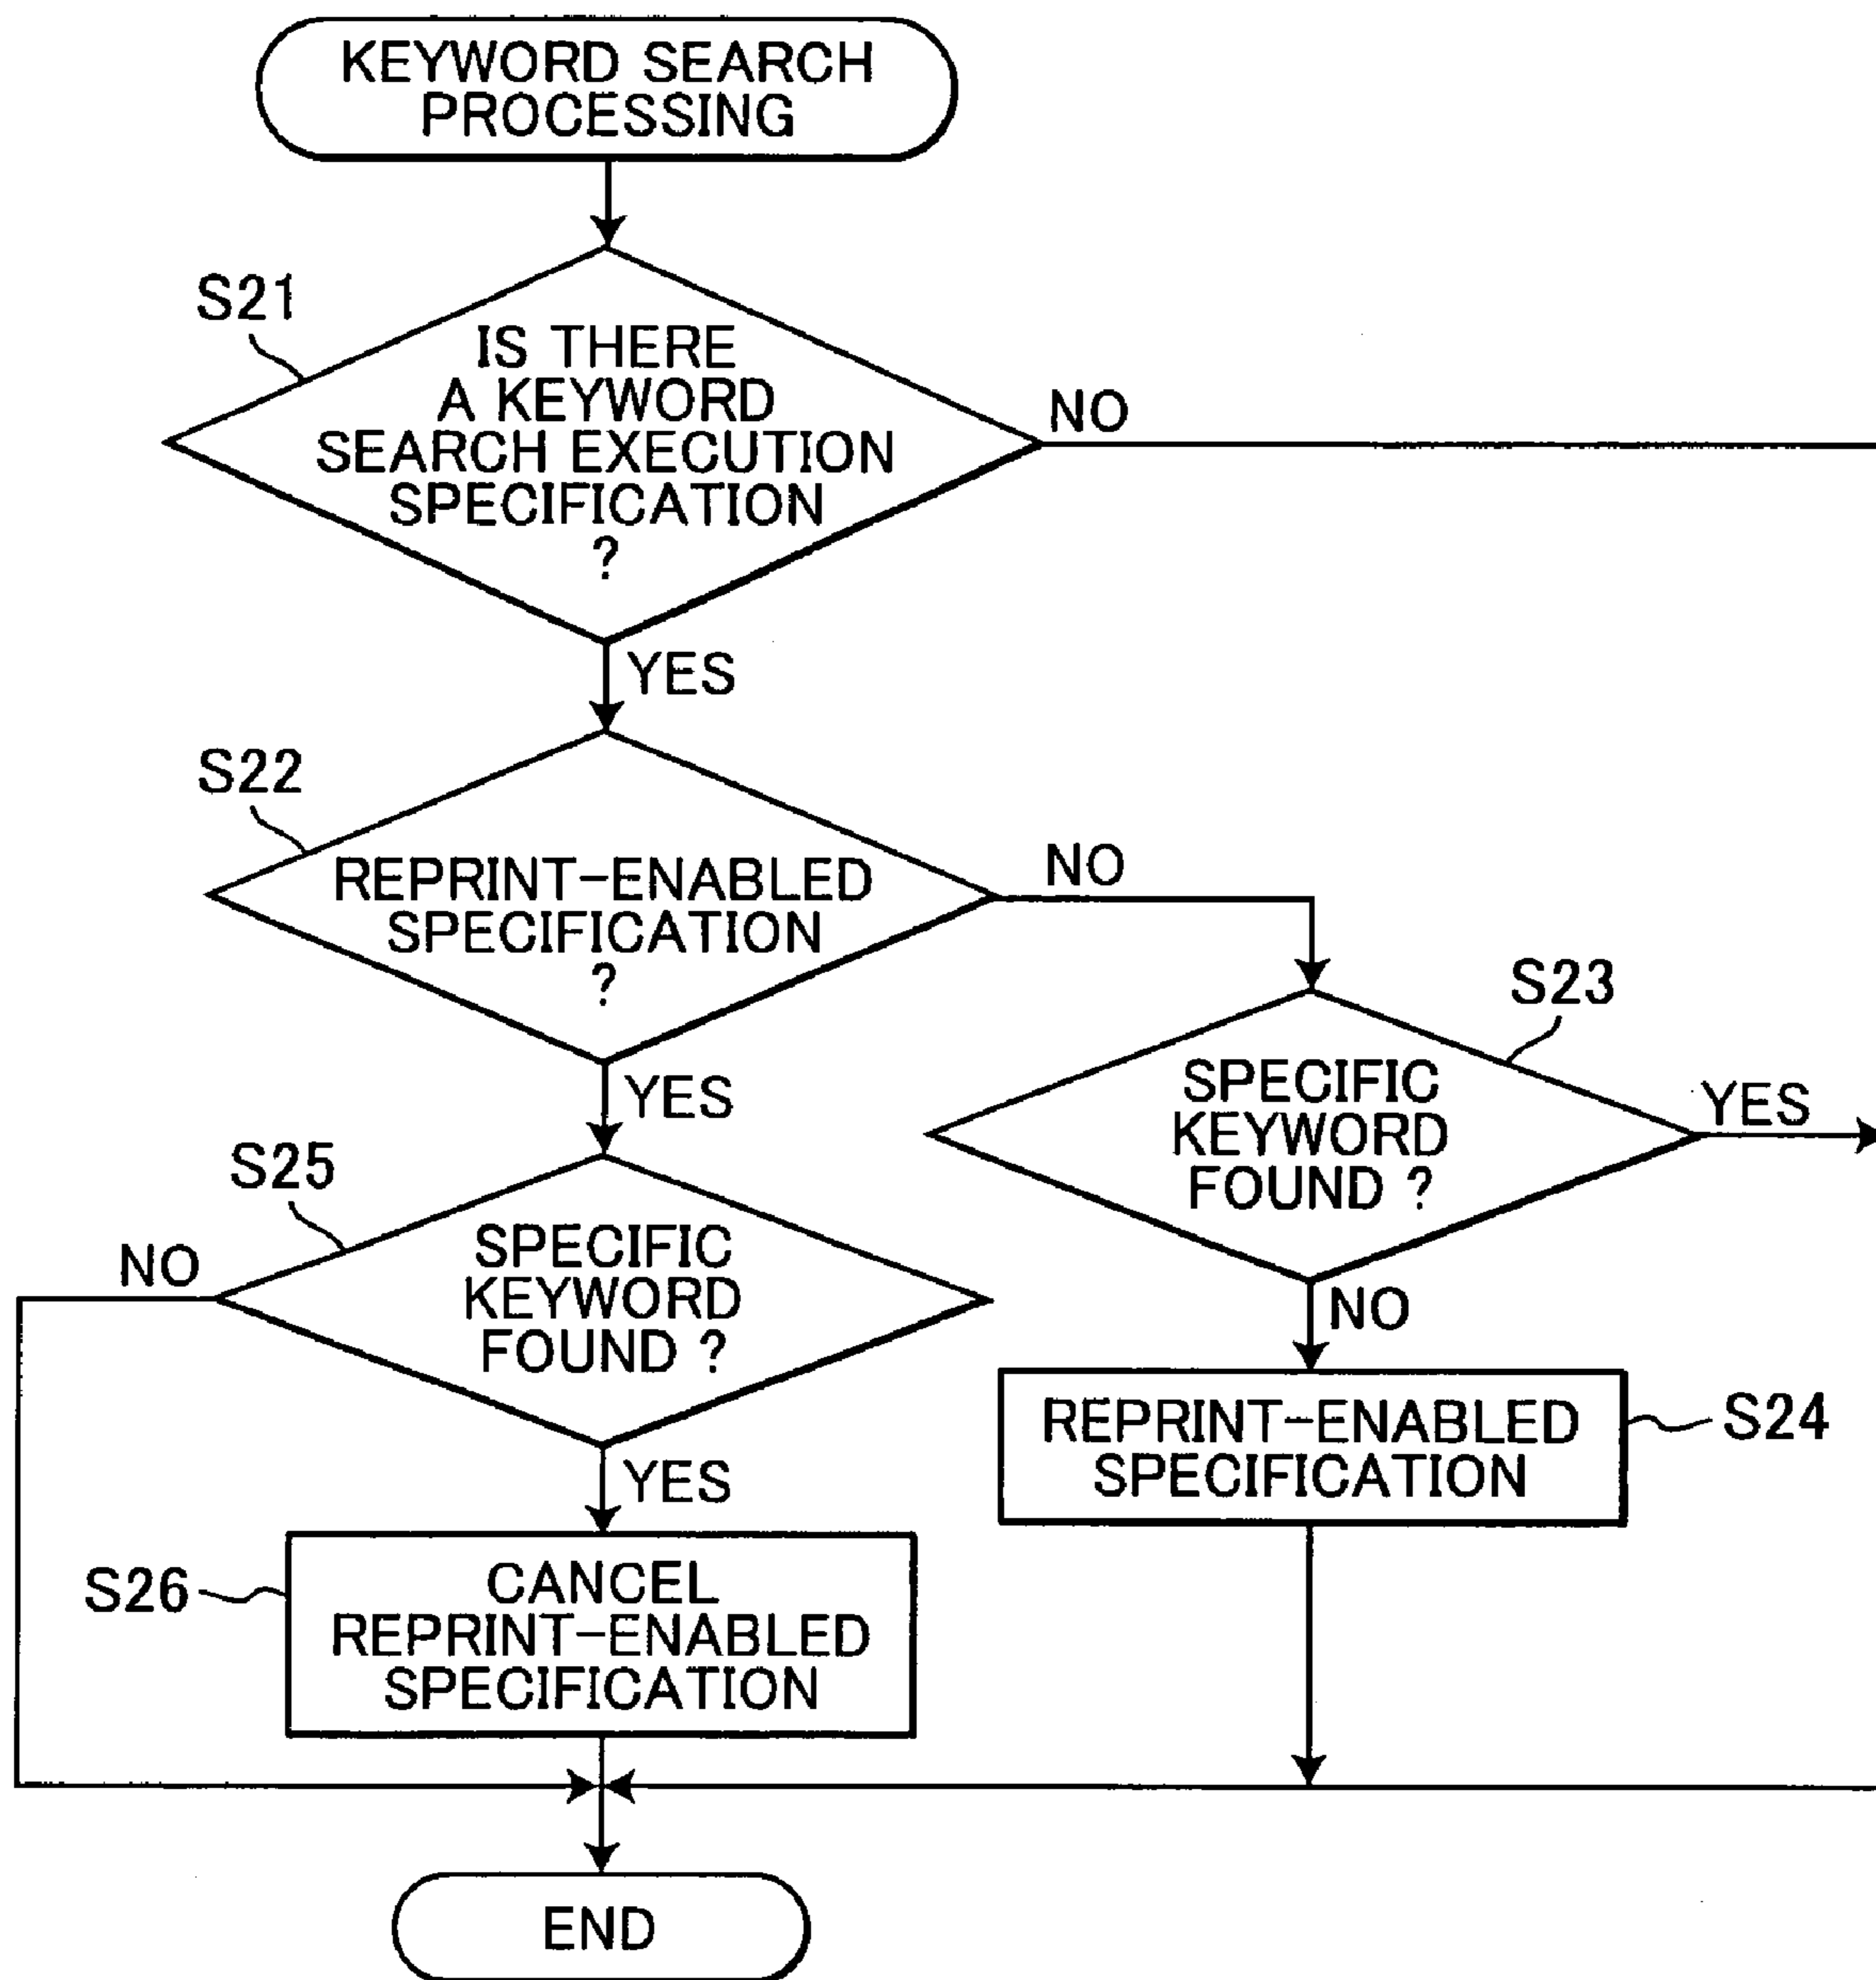 KEYWORD SEARCH
PROCESSING
S21
IS THERE
A KEYWORD
SEARCH EXECUTION
SPECIFICATION
?
NO
YES
S22
REPRINT-ENABLED
SPECIFICATION
?
NO
YES
S23
SPECIFIC
KEYWORD
FOUND ?
YES
NO
S25
SPECIFIC
KEYWORD
FOUND ?
NO
YES
REPRINT-ENABLED
SPECIFICATION
S24
S26
CANCEL
REPRINT-ENABLED
SPECIFICATION
END